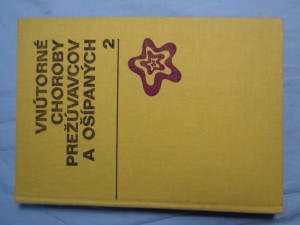 VNÚTORNÉ
CHOROBY
PREŽÚVAVCOV
A OŠÍPANÝCH
2